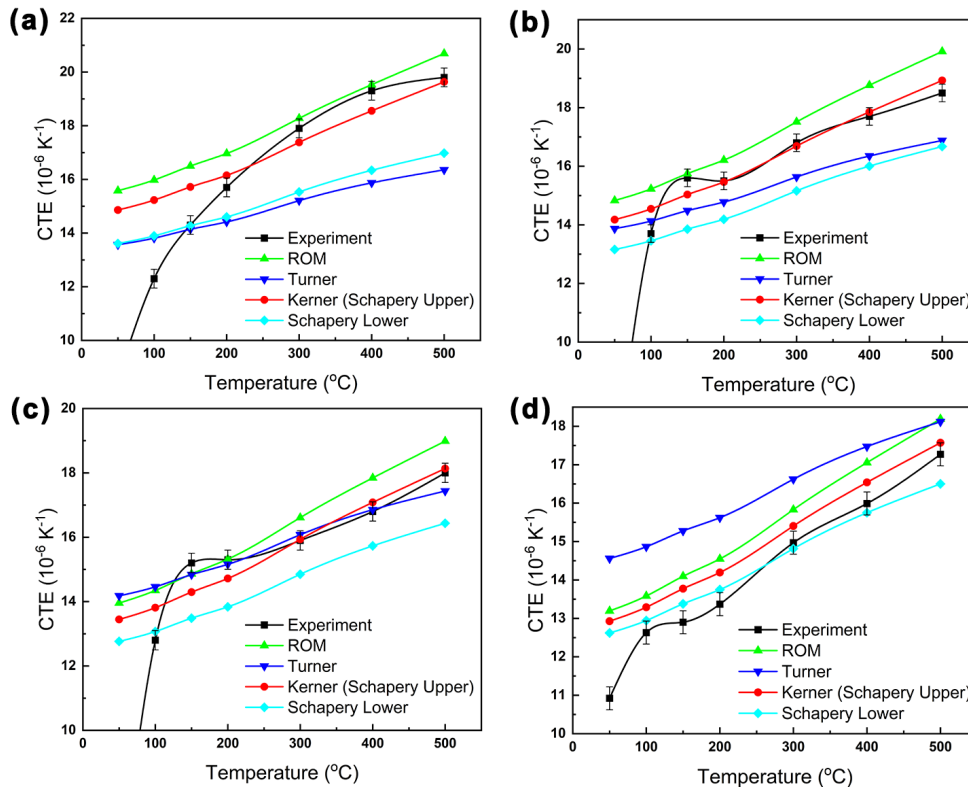 (a)
22
20
18
16
14
12
10
CTE (10⁻⁶ K⁻¹)
Experiment
ROM
Turner
Kerner (Schapery Upper)
Schapery Lower
0 100 200 300 400 500
Temperature (°C)
(b)
20
18
16
14
12
10
CTE (10⁻⁶ K⁻¹)
Experiment
ROM
Turner
Kerner (Schapery Upper)
Schapery Lower
0 100 200 300 400 500
Temperature (°C)
(c)
20
18
16
14
12
10
CTE (10⁻⁶ K⁻¹)
Experiment
ROM
Turner
Kerner (Schapery Upper)
Schapery Lower
0 100 200 300 400 500
Temperature (°C)
(d)
18
17
16
15
14
13
12
11
10
CTE (10⁻⁶ K⁻¹)
Experiment
ROM
Turner
Kerner (Schapery Upper)
Schapery Lower
0 100 200 300 400 500
Temperature (°C)